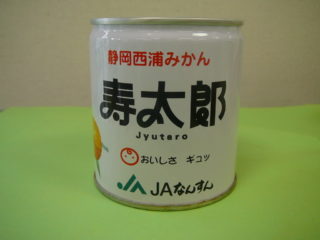 静岡西浦みかん
寿太郎
Jyutaro
おいしさ ギュッ
JAなんすん